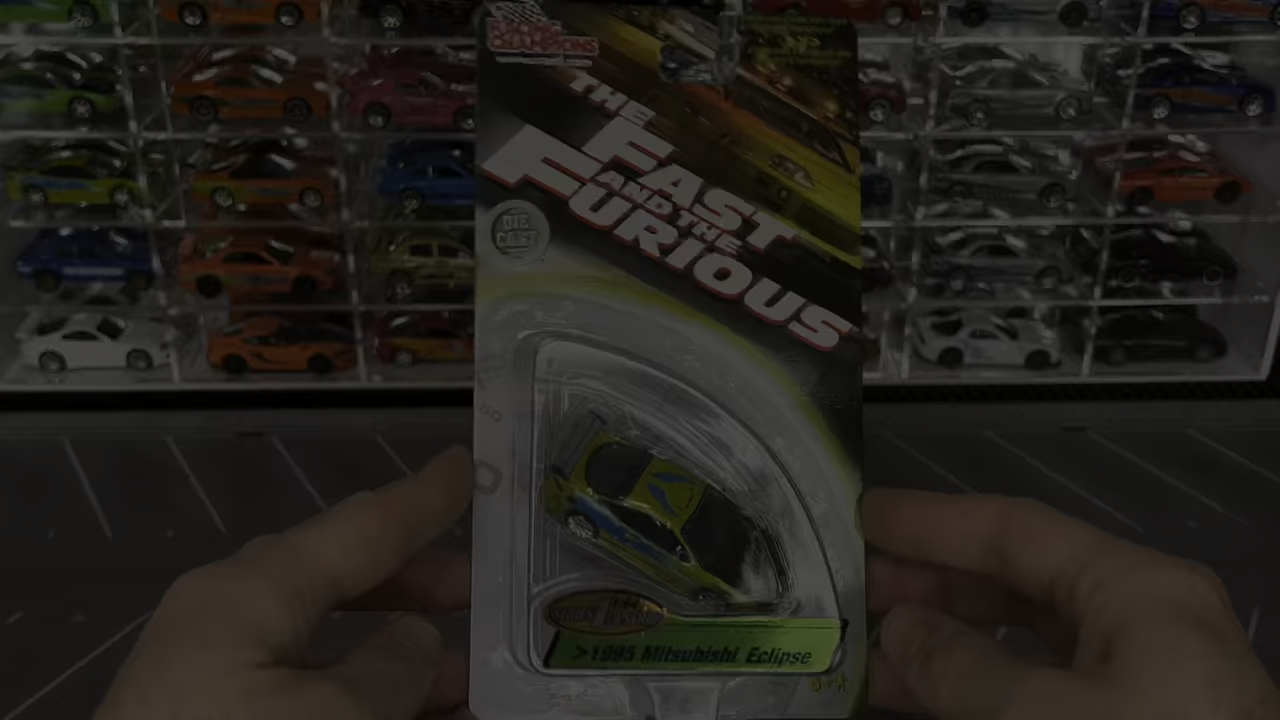 THE
FAST
AND THE
FURIOUS
DIE
CAST
>1995 Mitsubishi Eclipse